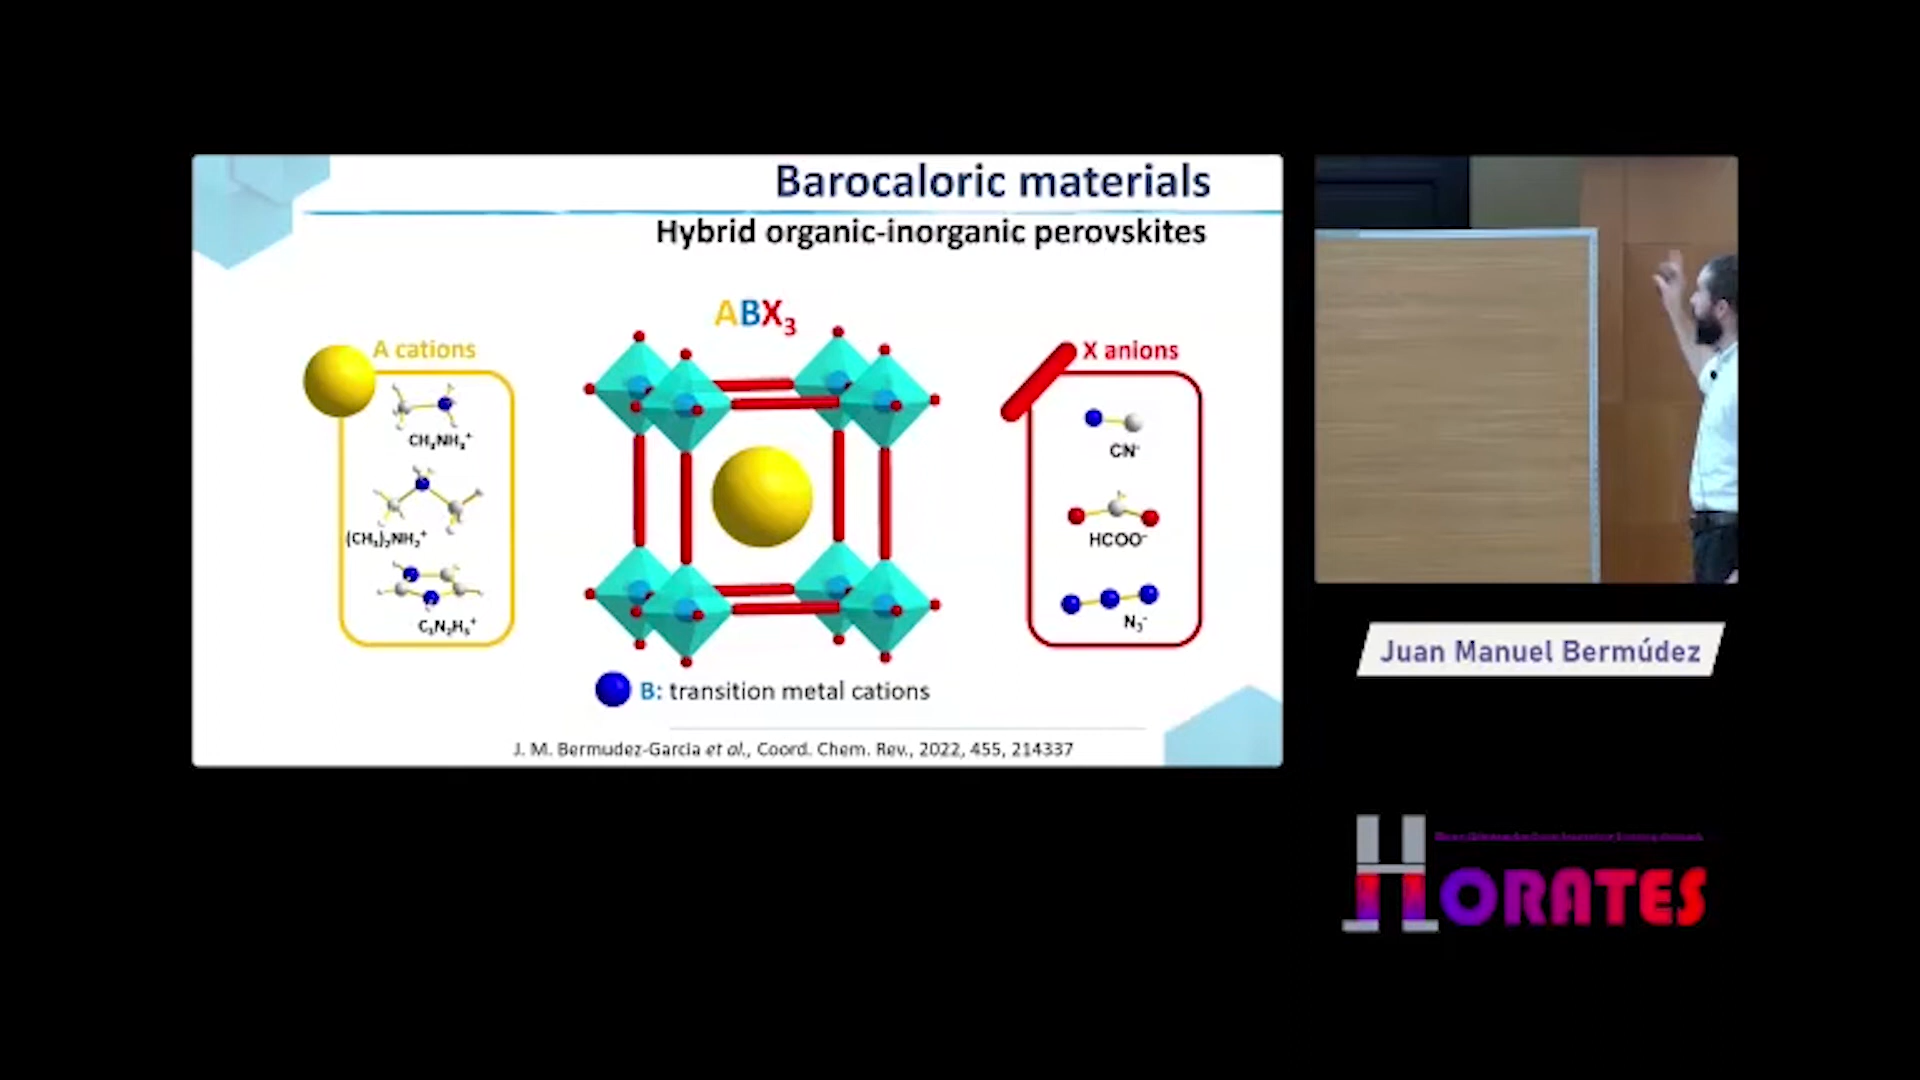 Barocaloric materials
Hybrid organic-inorganic perovskites
ABX₃
A cations
CH₃NH₃⁺
(CH₃)₂NH₂⁺
C₃N₂H₅⁺
X anions
CN⁻
HCOO⁻
N₃⁻
B: transition metal cations
J. M. Bermudez-Garcia et al., Coord. Chem. Rev., 2022, 455, 214337
Juan Manuel Bermúdez
HORATES